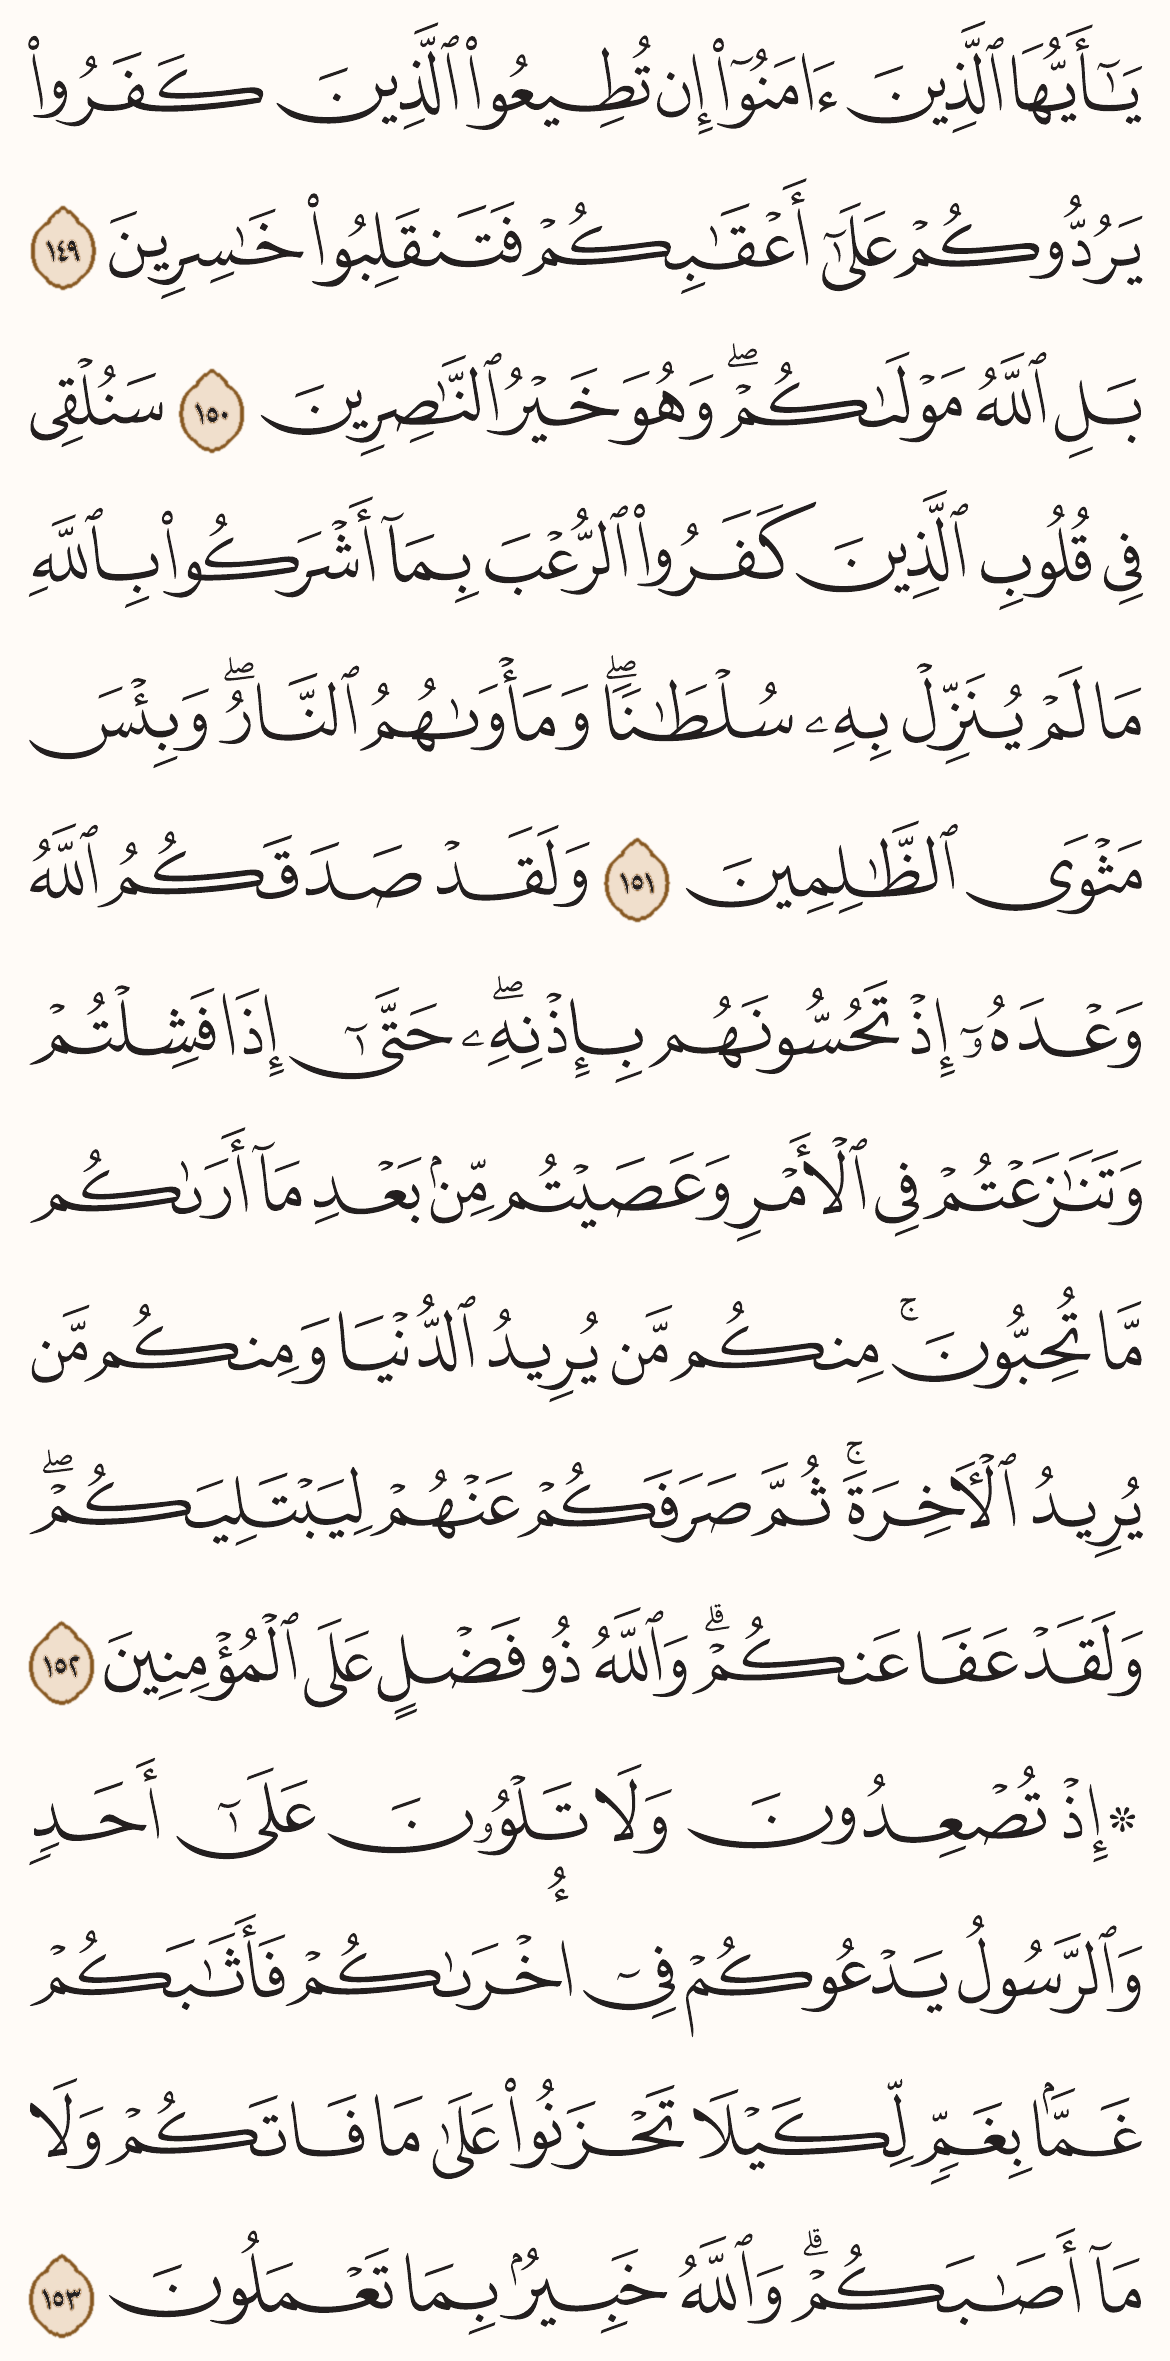 يَـٰٓأَيُّهَا ٱلَّذِينَ ءَامَنُوٓا۟ إِن تُطِيعُوا۟ ٱلَّذِينَ كَفَرُوا۟
يَرُدُّوكُمْ عَلَىٰٓ أَعْقَـٰبِكُمْ فَتَنقَلِبُوا۟ خَـٰسِرِينَ ١٤٩
بَلِ ٱللَّهُ مَوْلَىٰكُمْ ۖ وَهُوَ خَيْرُ ٱلنَّـٰصِرِينَ ١٥٠ سَنُلْقِى
فِى قُلُوبِ ٱلَّذِينَ كَفَرُوا۟ ٱلرُّعْبَ بِمَآ أَشْرَكُوا۟ بِٱللَّهِ
مَا لَمْ يُنَزِّلْ بِهِۦ سُلْطَـٰنًا ۖ وَمَأْوَىٰهُمُ ٱلنَّارُ ۖ وَبِئْسَ
مَثْوَى ٱلظَّـٰلِمِينَ ١٥١ وَلَقَدْ صَدَقَكُمُ ٱللَّهُ
وَعْدَهُۥٓ إِذْ تَحُسُّونَهُم بِإِذْنِهِۦ ۖ حَتَّىٰٓ إِذَا فَشِلْتُمْ
وَتَنَـٰزَعْتُمْ فِى ٱلْأَمْرِ وَعَصَيْتُم مِّنۢ بَعْدِ مَآ أَرَىٰكُم
مَّا تُحِبُّونَ ۚ مِنكُم مَّن يُرِيدُ ٱلدُّنْيَا وَمِنكُم مَّن
يُرِيدُ ٱلْـَٔاخِرَةَ ۚ ثُمَّ صَرَفَكُمْ عَنْهُمْ لِيَبْتَلِيَكُمْ ۖ
وَلَقَدْ عَفَا عَنكُمْ ۗ وَٱللَّهُ ذُو فَضْلٍ عَلَى ٱلْمُؤْمِنِينَ ١٥٢
* إِذْ تُصْعِدُونَ وَلَا تَلْوُۥنَ عَلَىٰٓ أَحَدٍ
وَٱلرَّسُولُ يَدْعُوكُمْ فِىٓ أُخْرَىٰكُمْ فَأَثَـٰبَكُمْ
غَمًّۢا بِغَمٍّ لِّكَيْلَا تَحْزَنُوا۟ عَلَىٰ مَا فَاتَكُمْ وَلَا
مَآ أَصَـٰبَكُمْ ۗ وَٱللَّهُ خَبِيرٌۢ بِمَا تَعْمَلُونَ ١٥٣